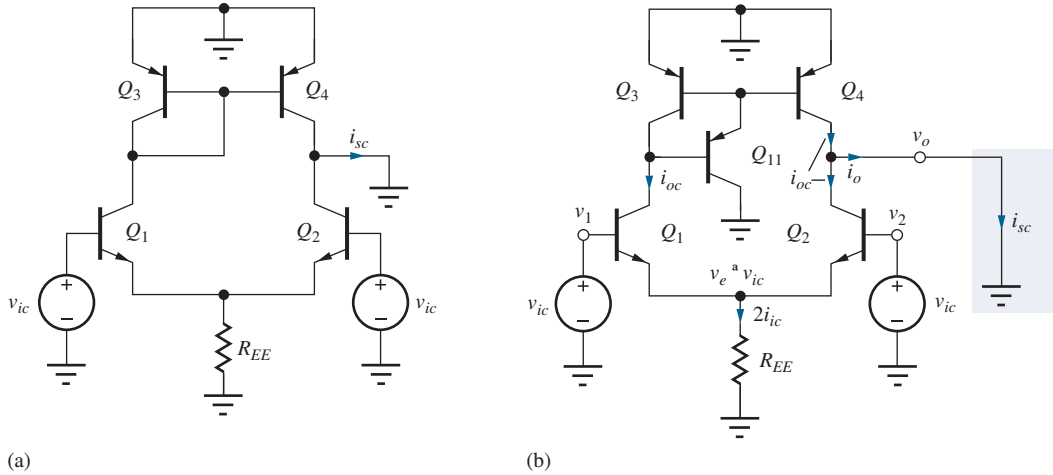 Q3
Q4
isc
Q1
Q2
+
−
vic
+
−
vic
REE
(a)
Q3
Q4
Q11
vo
ioc
ioc
io
v1
Q1
Q2
v2
isc
ve ª vic
+
−
vic
2iic
+
−
vic
REE
(b)